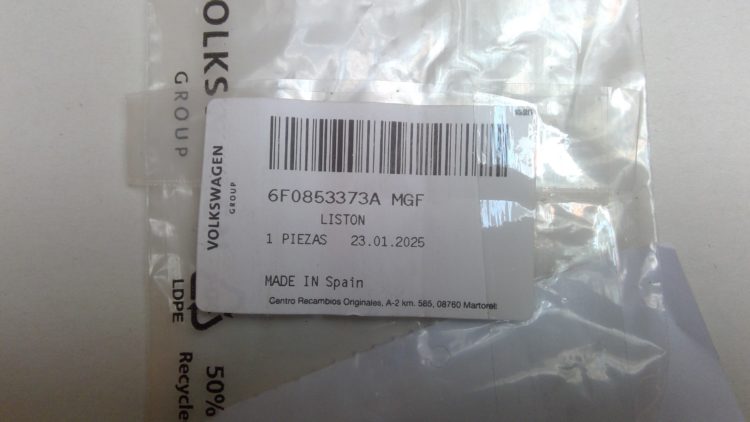 OLKS
GROUP
VOLKSWAGEN
GROUP
6F0853373A MGF
LISTON
1 PIEZAS 23.01.2025
MADE IN Spain
Centro Recambios Originales, A-2 km. 585, 08760 Martorell
LDPE
50%
Recycle